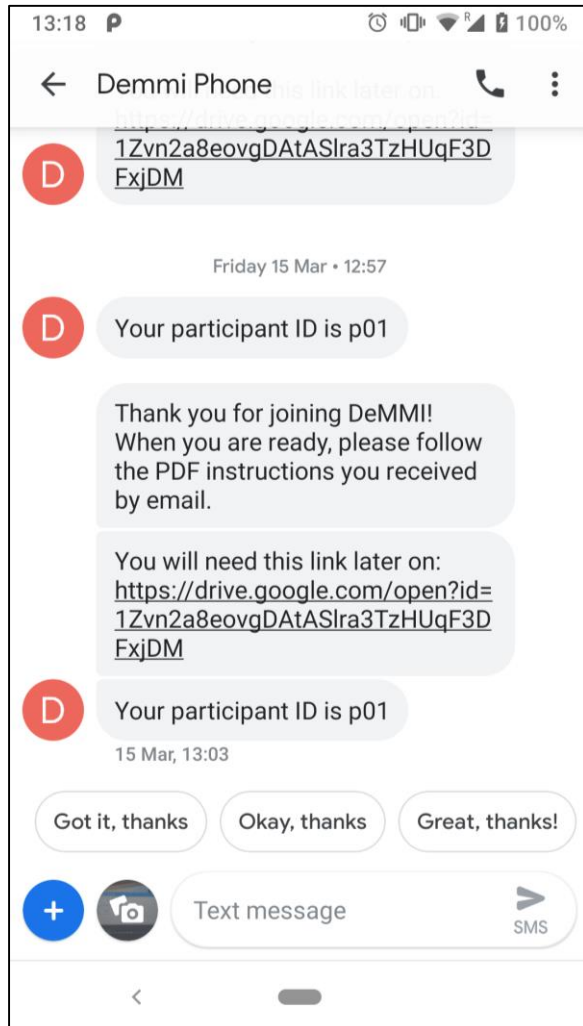 13:18 P R 100%
Demmi Phone
https://drive.google.com/open?id=
1Zvn2a8eovgDAtASlra3TzHUqF3D
FxjDM
D
Friday 15 Mar • 12:57
D
Your participant ID is p01
Thank you for joining DeMMI!
When you are ready, please follow
the PDF instructions you received
by email.
You will need this link later on:
https://drive.google.com/open?id=
1Zvn2a8eovgDAtASlra3TzHUqF3D
FxjDM
D
Your participant ID is p01
15 Mar, 13:03
Got it, thanks
Okay, thanks
Great, thanks!
Text message
SMS